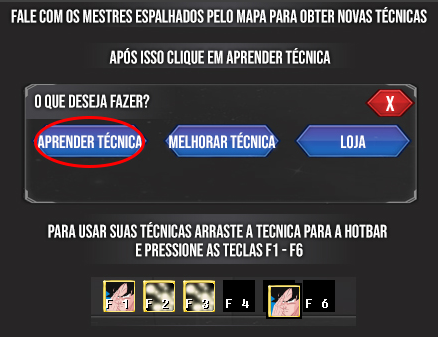 FALE COM OS MESTRES ESPALHADOS PELO MAPA PARA OBTER NOVAS TÉCNICAS
APÓS ISSO CLIQUE EM APRENDER TÉCNICA
O QUE DESEJA FAZER?
X
APRENDER TÉCNICA MELHORAR TÉCNICA LOJA
PARA USAR SUAS TÉCNICAS ARRASTE A TECNICA PARA A HOTBAR
E PRESSIONE AS TECLAS F1 - F6
F 1 F 2 F 3 F 4 F 6